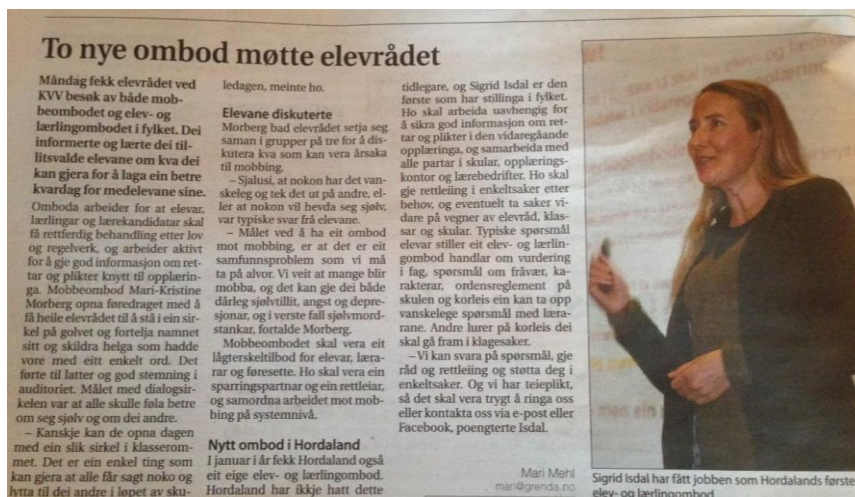 To nye ombod møtte elevrådet
Måndag fekk elevrådet ved
KVV besøk av både mob-
beombodet og elev- og
lærlingombodet i fylket. Dei
informerte og lærte dei til-
litsvalde elevane om kva dei
kan gjera for å laga ein betre
kvardag for medelevane sine.
Omboda arbeider for at elevar,
lærlingar og lærekandidatar skal
få rettferdig behandling etter lov
og regelverk, og arbeider aktivt
for å gje god informasjon om ret-
tar og plikter knytt til opplærin-
ga. Mobbeombod Mari-Kristine
Morberg opna føredraget med å
få heile elevrådet til å stå i ein sir-
kel på golvet og fortelja namnet
sitt og skildra helga som hadde
vore med eitt enkelt ord. Det
førte til latter og god stemning i
auditoriet. Målet med dialogsir-
kelen var at alle skulle føla betre
om seg sjølv og om dei andre.
– Kanskje kan de opna dagen
med ein slik sirkel i klasserom-
met. Det er ein enkel ting som
kan gjera at alle får sagt noko og
lytta til dei andre i løpet av sku-
ledagen, meinte ho.
Elevane diskuterte
Morberg bad elevrådet setja seg
saman i grupper på tre for å dis-
kutera kva som kan vera årsaka
til mobbing.
– Sjalusi, at nokon har det van-
skeleg og tek det ut på andre, el-
ler at nokon vil hevda seg sjølv,
var typiske svar frå elevane.
– Målet ved å ha eit ombod
mot mobbing, er at det er eit
samfunnsproblem som vi må
ta på alvor. Vi veit at mange blir
mobba, og det kan gje dei både
dårleg sjølvtillit, angst og depre-
sjonar, og i verste fall sjølvmord-
stankar, fortalde Morberg.
Mobbeombodet skal vera eit
lågterskeltilbod for elevar, læra-
rar og føresette. Ho skal vera ein
sparringspartnar og ein rettleiar,
og samordna arbeidet mot mob-
bing på systemnivå.
Nytt ombod i Hordaland
I januar i år fekk Hordaland også
eit eige elev- og lærlingombod.
Hordaland har ikkje hatt dette
tidlegare, og Sigrid Isdal er den
første som har stillinga i fylket.
Ho skal arbeida uavhengig for
å sikra god informasjon om ret-
tar og plikter i den vidaregåande
opplæringa, og samarbeida med
alle partar i skular, opplærings-
kontor og lærebedrifter. Ho skal
gje rettleiing i enkeltsaker etter
behov, og eventuelt ta saker vi-
dare på vegner av elevråd, klas-
sar og skular. Typiske spørsmål
elevar stiller eit elev- og lærlin-
gombod handlar om vurdering
i fag, spørsmål om fråvær, ka-
rakterar, ordensreglement på
skulen og korleis ein kan ta opp
vanskelege spørsmål med læra-
rane. Andre lurer på korleis dei
skal gå fram i klagesaker.
– Vi kan svara på spørsmål, gje
råd og rettleiing og støtta deg i
enkeltsaker. Og vi har teieplikt,
så det skal vera trygt å ringa oss
eller kontakta oss via e-post eller
Facebook, poengterte Isdal.
Mari Mehl
mari@grenda.no
Sigrid Isdal har fått jobben som Hordalands første
elev- og lærlingombod.